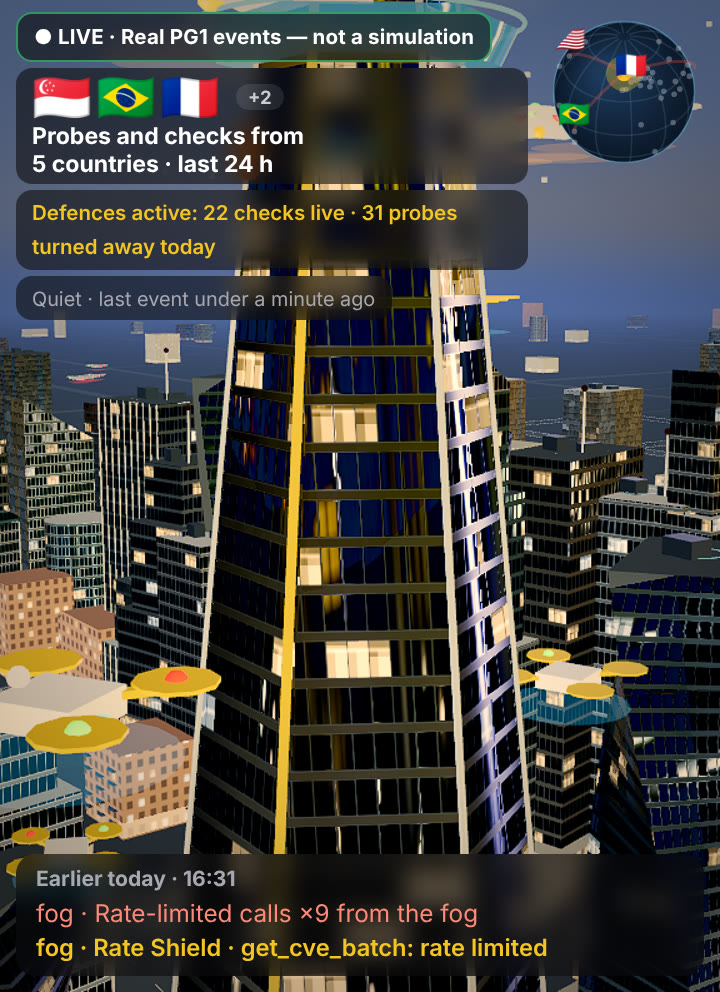 LIVE · Real PG1 events — not a simulation
+2
Probes and checks from
5 countries · last 24 h
Defences active: 22 checks live · 31 probes
turned away today
Quiet · last event under a minute ago
Earlier today · 16:31
fog · Rate-limited calls ×9 from the fog
fog · Rate Shield · get_cve_batch: rate limited